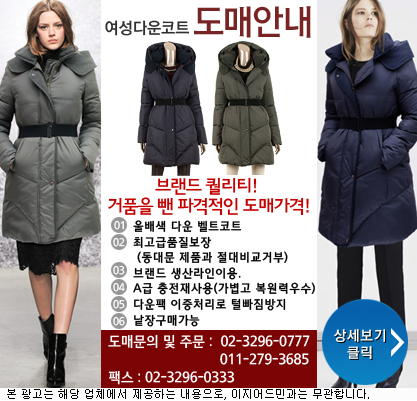 여성다운코트 도매안내
브랜드 퀄리티!
거품을 뺀 파격적인 도매가격!
01 올배색 다운 벨트코트
02 최고급품질보장
(동대문 제품과 절대비교거부)
03 브랜드 생산라인이용.
04 A급 충전재사용(가볍고 복원력우수)
05 다운팩 이중처리로 털빠짐방지
06 낱장구매가능
도매문의 및 주문 : 02-3296-0777
011-279-3685
팩스 : 02-3296-0333
상세보기
클릭
본 광고는 해당 업체에서 제공하는 내용으로, 이지어드민과는 무관합니다.